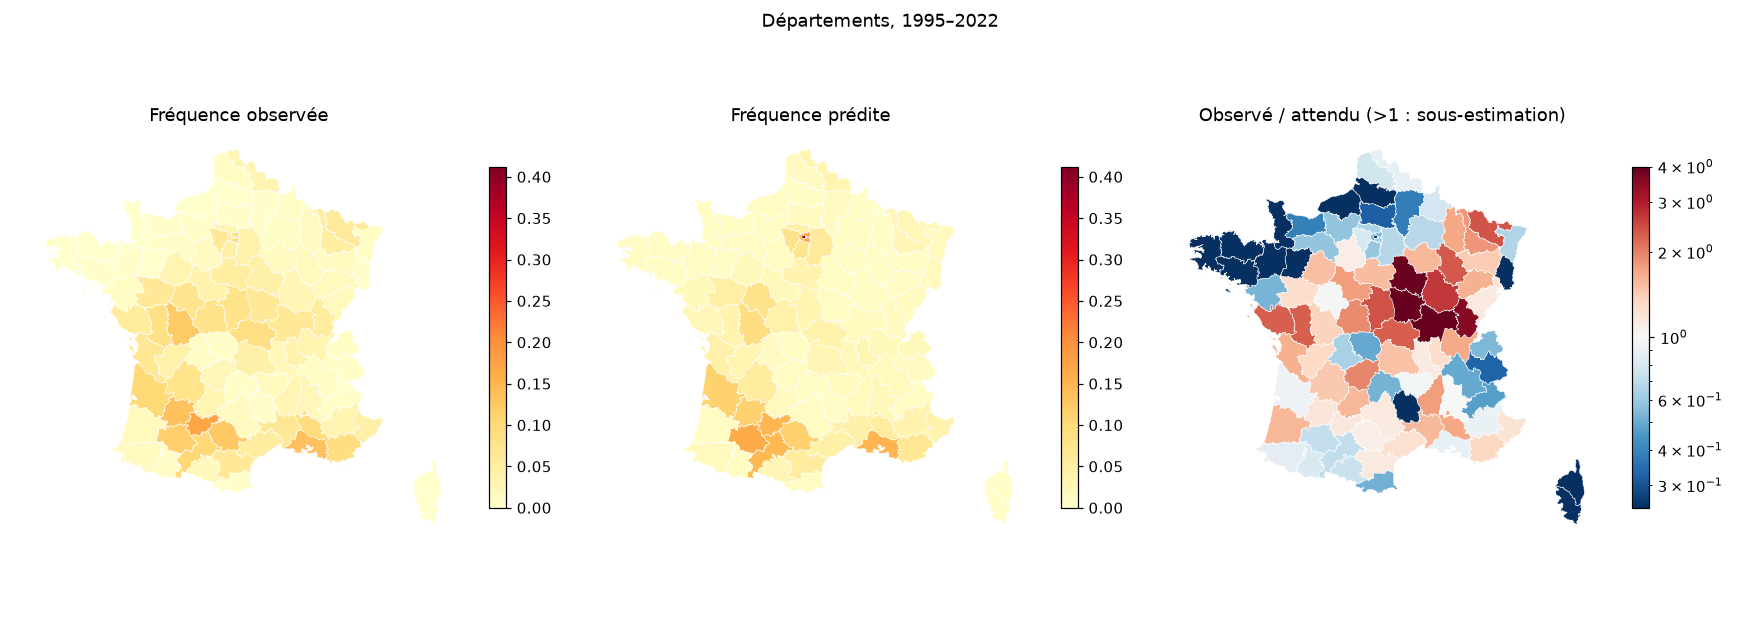 Départements, 1995–2022
Fréquence observée
0.40
0.35
0.30
0.25
0.20
0.15
0.10
0.05
0.00
Fréquence prédite
0.40
0.35
0.30
0.25
0.20
0.15
0.10
0.05
0.00
Observé / attendu (>1 : sous-estimation)
4 × 10⁰
3 × 10⁰
2 × 10⁰
10⁰
6 × 10⁻¹
4 × 10⁻¹
3 × 10⁻¹